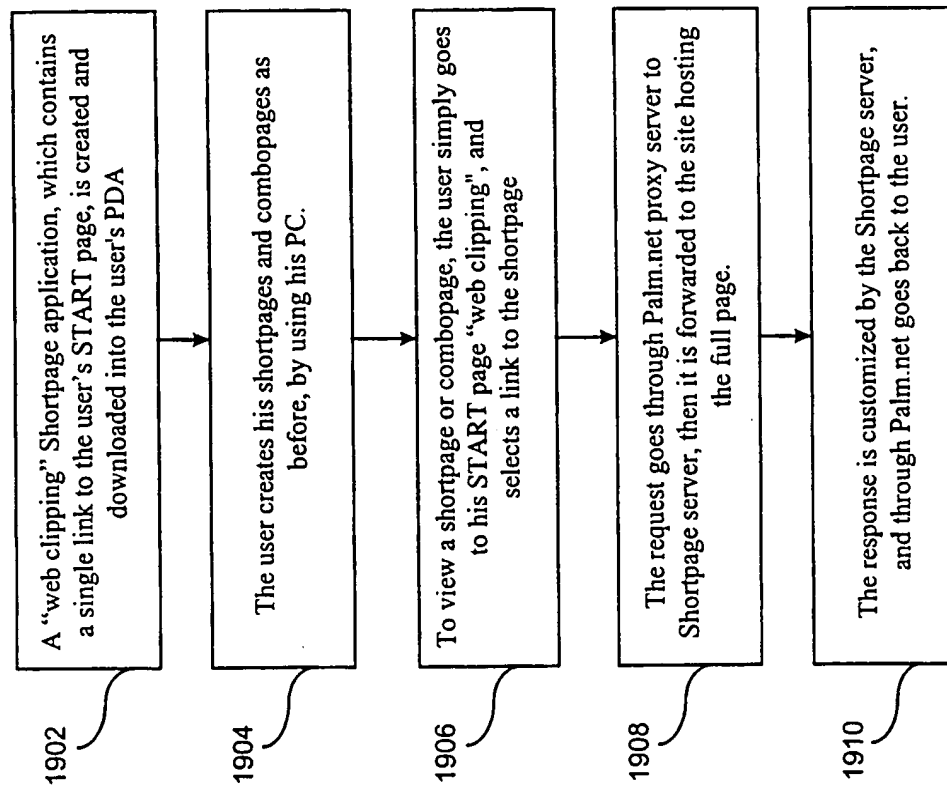 1902
A “web clipping” Shortpage application, which contains
a single link to the user's START page, is created and
downloaded into the user's PDA
1904
The user creates his shortpages and combopages as
before, by using his PC.
1906
To view a shortpage or combopage, the user simply goes
to his START page “web clipping”, and
selects a link to the shortpage
1908
The request goes through Palm.net proxy server to
Shortpage server, then it is forwarded to the site hosting
the full page.
1910
The response is customized by the Shortpage server,
and through Palm.net goes back to the user.